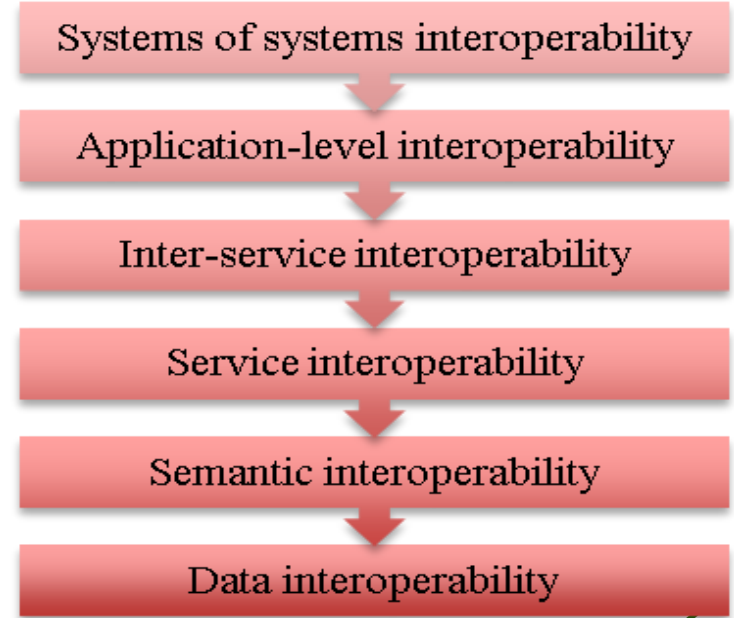 Systems of systems interoperability
Application-level interoperability
Inter-service interoperability
Service interoperability
Semantic interoperability
Data interoperability